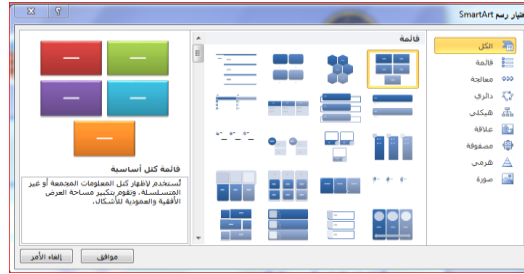 اختيار رسم SmartArt
الكل
قائمة
معالجة
دائري
هيكلي
علاقة
مصفوفة
هرمي
صورة
قائمة
قائمة كتل أساسية
تُستخدم لإظهار كتل المعلومات المجمعة أو غير
المتسلسلة. وتقوم بتكبير مساحة العرض
الأفقية والعمودية للأشكال.
موافق
إلغاء الأمر